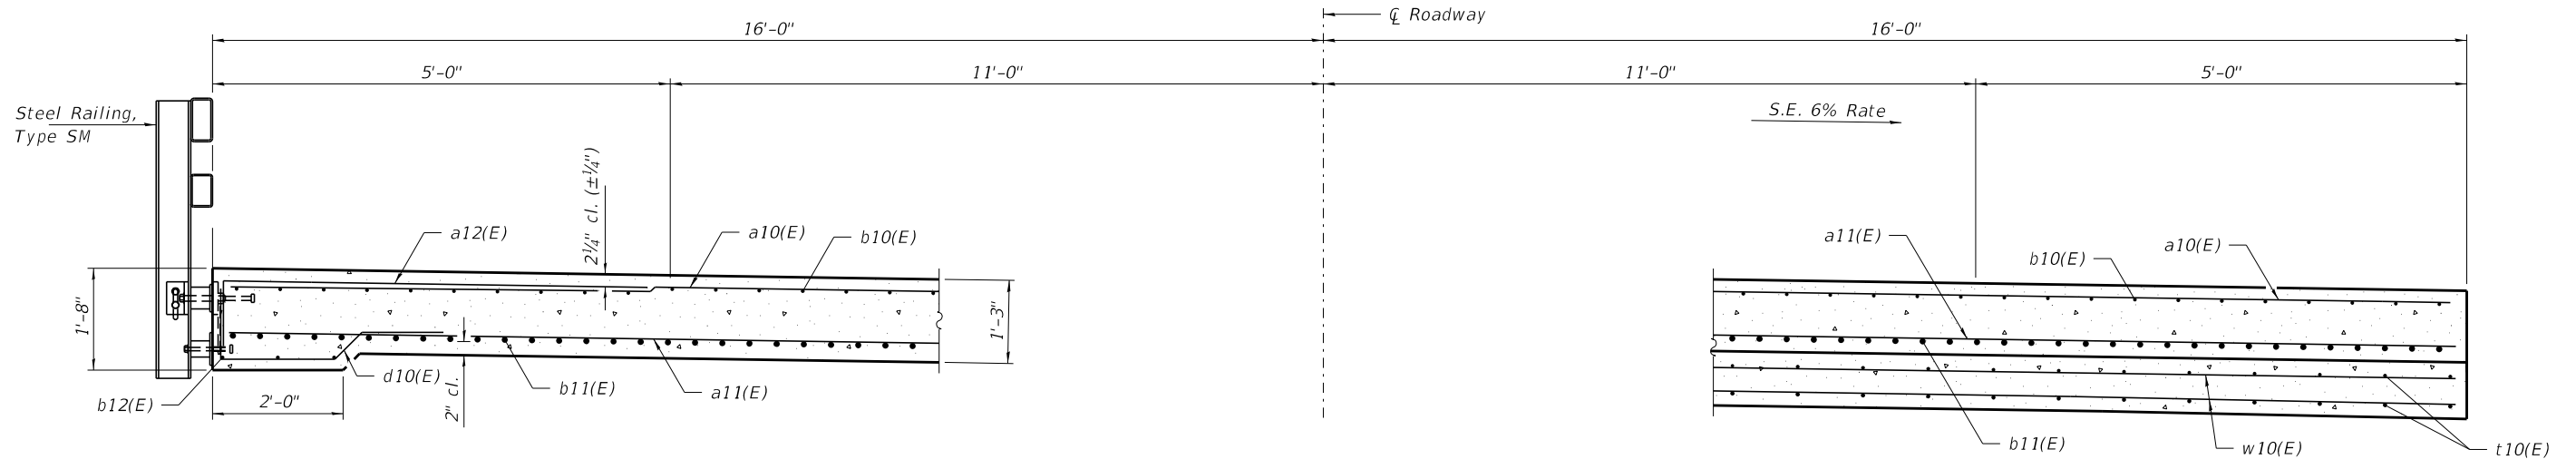 ℄ Roadway
16'-0"
16'-0"
5'-0"
11'-0"
11'-0"
5'-0"
Steel Railing,
Type SM
S.E. 6% Rate
2¼" cl. (±¼")
a12(E)
a10(E)
b10(E)
a11(E)
b10(E)
a10(E)
1'-8"
1'-3"
d10(E)
b11(E)
a11(E)
b12(E)
2'-0"
2" cl.
b11(E)
w10(E)
t10(E)